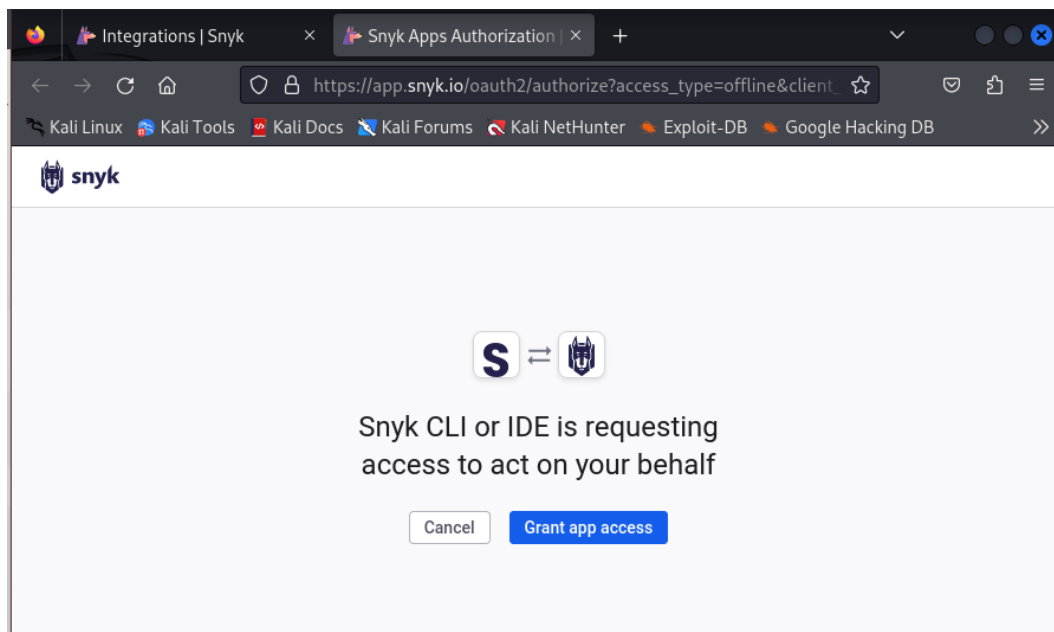 Integrations | Snyk
Snyk Apps Authorization |
https://app.snyk.io/oauth2/authorize?access_type=offline&client_
Kali Linux Kali Tools Kali Docs Kali Forums Kali NetHunter Exploit-DB Google Hacking DB
snyk
S
Snyk CLI or IDE is requesting
access to act on your behalf
Cancel Grant app access